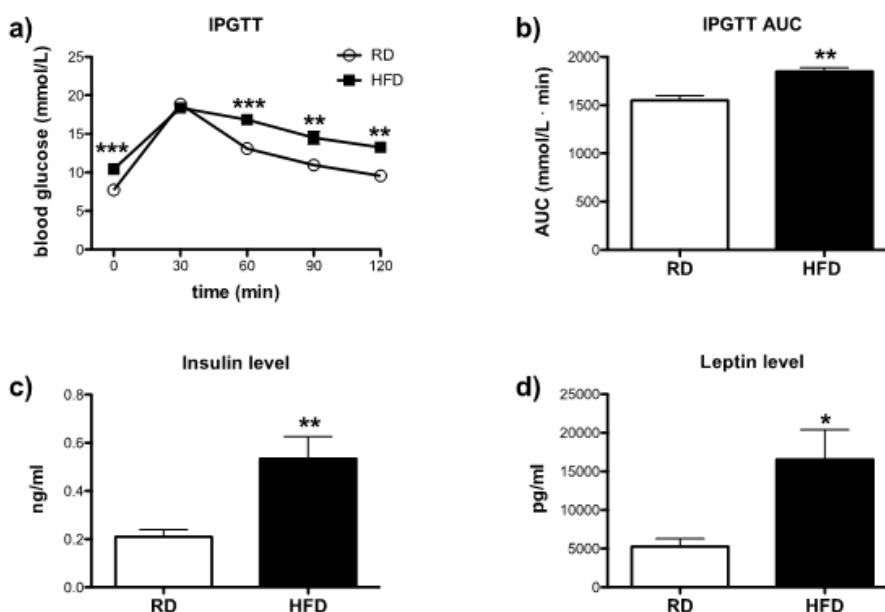 a)
IPGTT
blood glucose (mmol/L)
25
20
15
10
5
0
RD
HFD
***
***
**
**
0 30 60 90 120
time (min)
b)
IPGTT AUC
AUC (mmol/L · min)
2000
1500
1000
500
0
**
RD HFD
c)
Insulin level
ng/ml
0.8
0.6
0.4
0.2
0.0
**
RD HFD
d)
Leptin level
pg/ml
25000
20000
15000
10000
5000
0
*
RD HFD